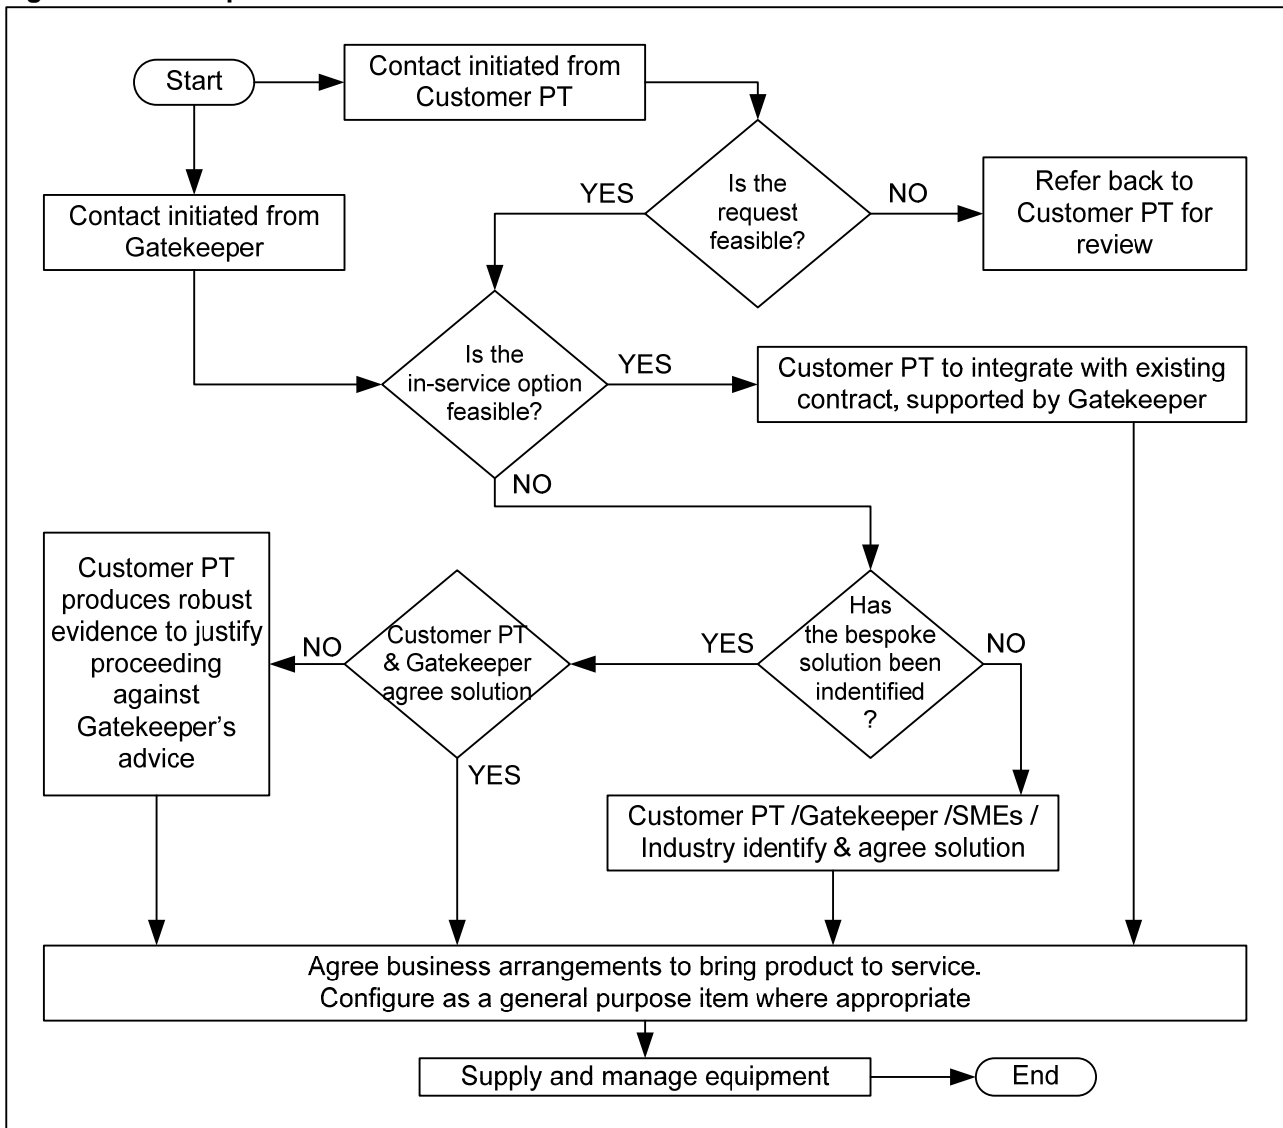 Start
Contact initiated from
Customer PT
Contact initiated from
Gatekeeper
YES
Is the
request
feasible?
NO
Refer back to
Customer PT for
review
Is the
in-service option
feasible?
YES
Customer PT to integrate with existing
contract, supported by Gatekeeper
NO
Customer PT
produces robust
evidence to justify
proceeding
against
Gatekeeper’s
advice
NO
Customer PT
& Gatekeeper
agree solution
YES
YES
Has
the bespoke
solution been
indentified
?
NO
Customer PT /Gatekeeper /SMEs /
Industry identify & agree solution
Agree business arrangements to bring product to service.
Configure as a general purpose item where appropriate
Supply and manage equipment
End